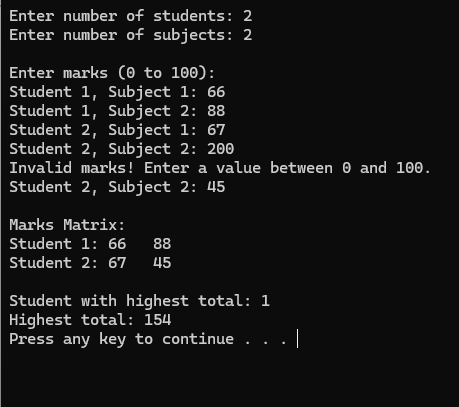 Enter number of students: 2
Enter number of subjects: 2
Enter marks (0 to 100):
Student 1, Subject 1: 66
Student 1, Subject 2: 88
Student 2, Subject 1: 67
Student 2, Subject 2: 200
Invalid marks! Enter a value between 0 and 100.
Student 2, Subject 2: 45
Marks Matrix:
Student 1: 66   88
Student 2: 67   45
Student with highest total: 1
Highest total: 154
Press any key to continue . . .